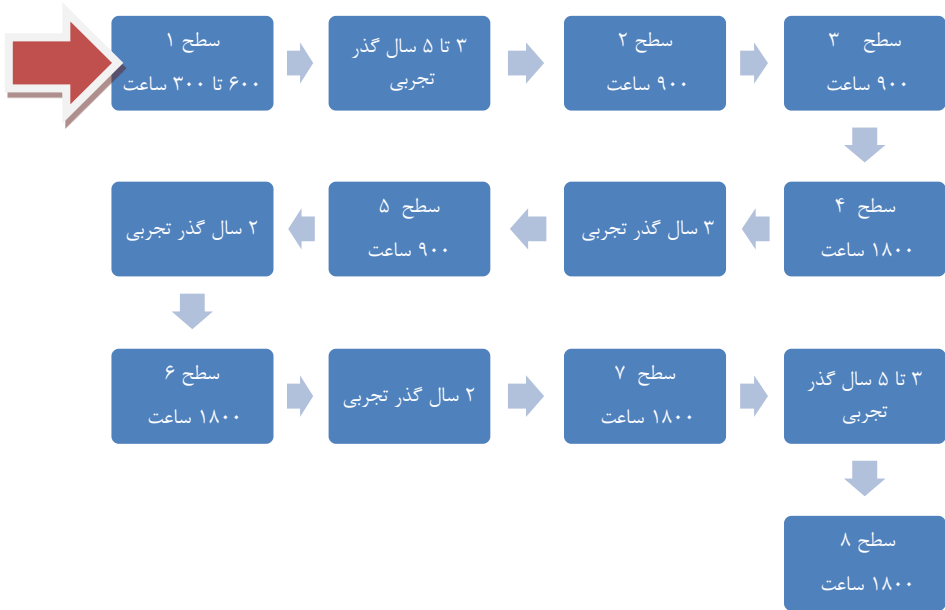 سطح ۱
۶۰۰ تا ۳۰۰ ساعت
۳ تا ۵ سال گذر
تجربی
سطح ۲
۹۰۰ ساعت
سطح ۳
۹۰۰ ساعت
سطح ۴
۱۸۰۰ ساعت
۳ سال گذر تجربی
سطح ۵
۹۰۰ ساعت
۲ سال گذر تجربی
سطح ۶
۱۸۰۰ ساعت
۲ سال گذر تجربی
سطح ۷
۱۸۰۰ ساعت
۳ تا ۵ سال گذر
تجربی
سطح ۸
۱۸۰۰ ساعت